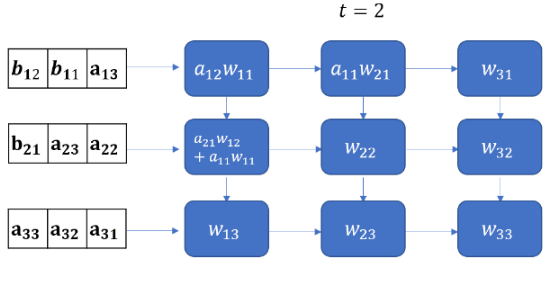 t = 2
b₁₂ b₁₁ a₁₃ a₁₂w₁₁ a₁₁w₂₁ w₃₁
b₂₁ a₂₃ a₂₂ a₂₁w₁₂ w₂₂ w₃₂
+ a₁₁w₁₁
a₃₃ a₃₂ a₃₁ w₁₃ w₂₃ w₃₃